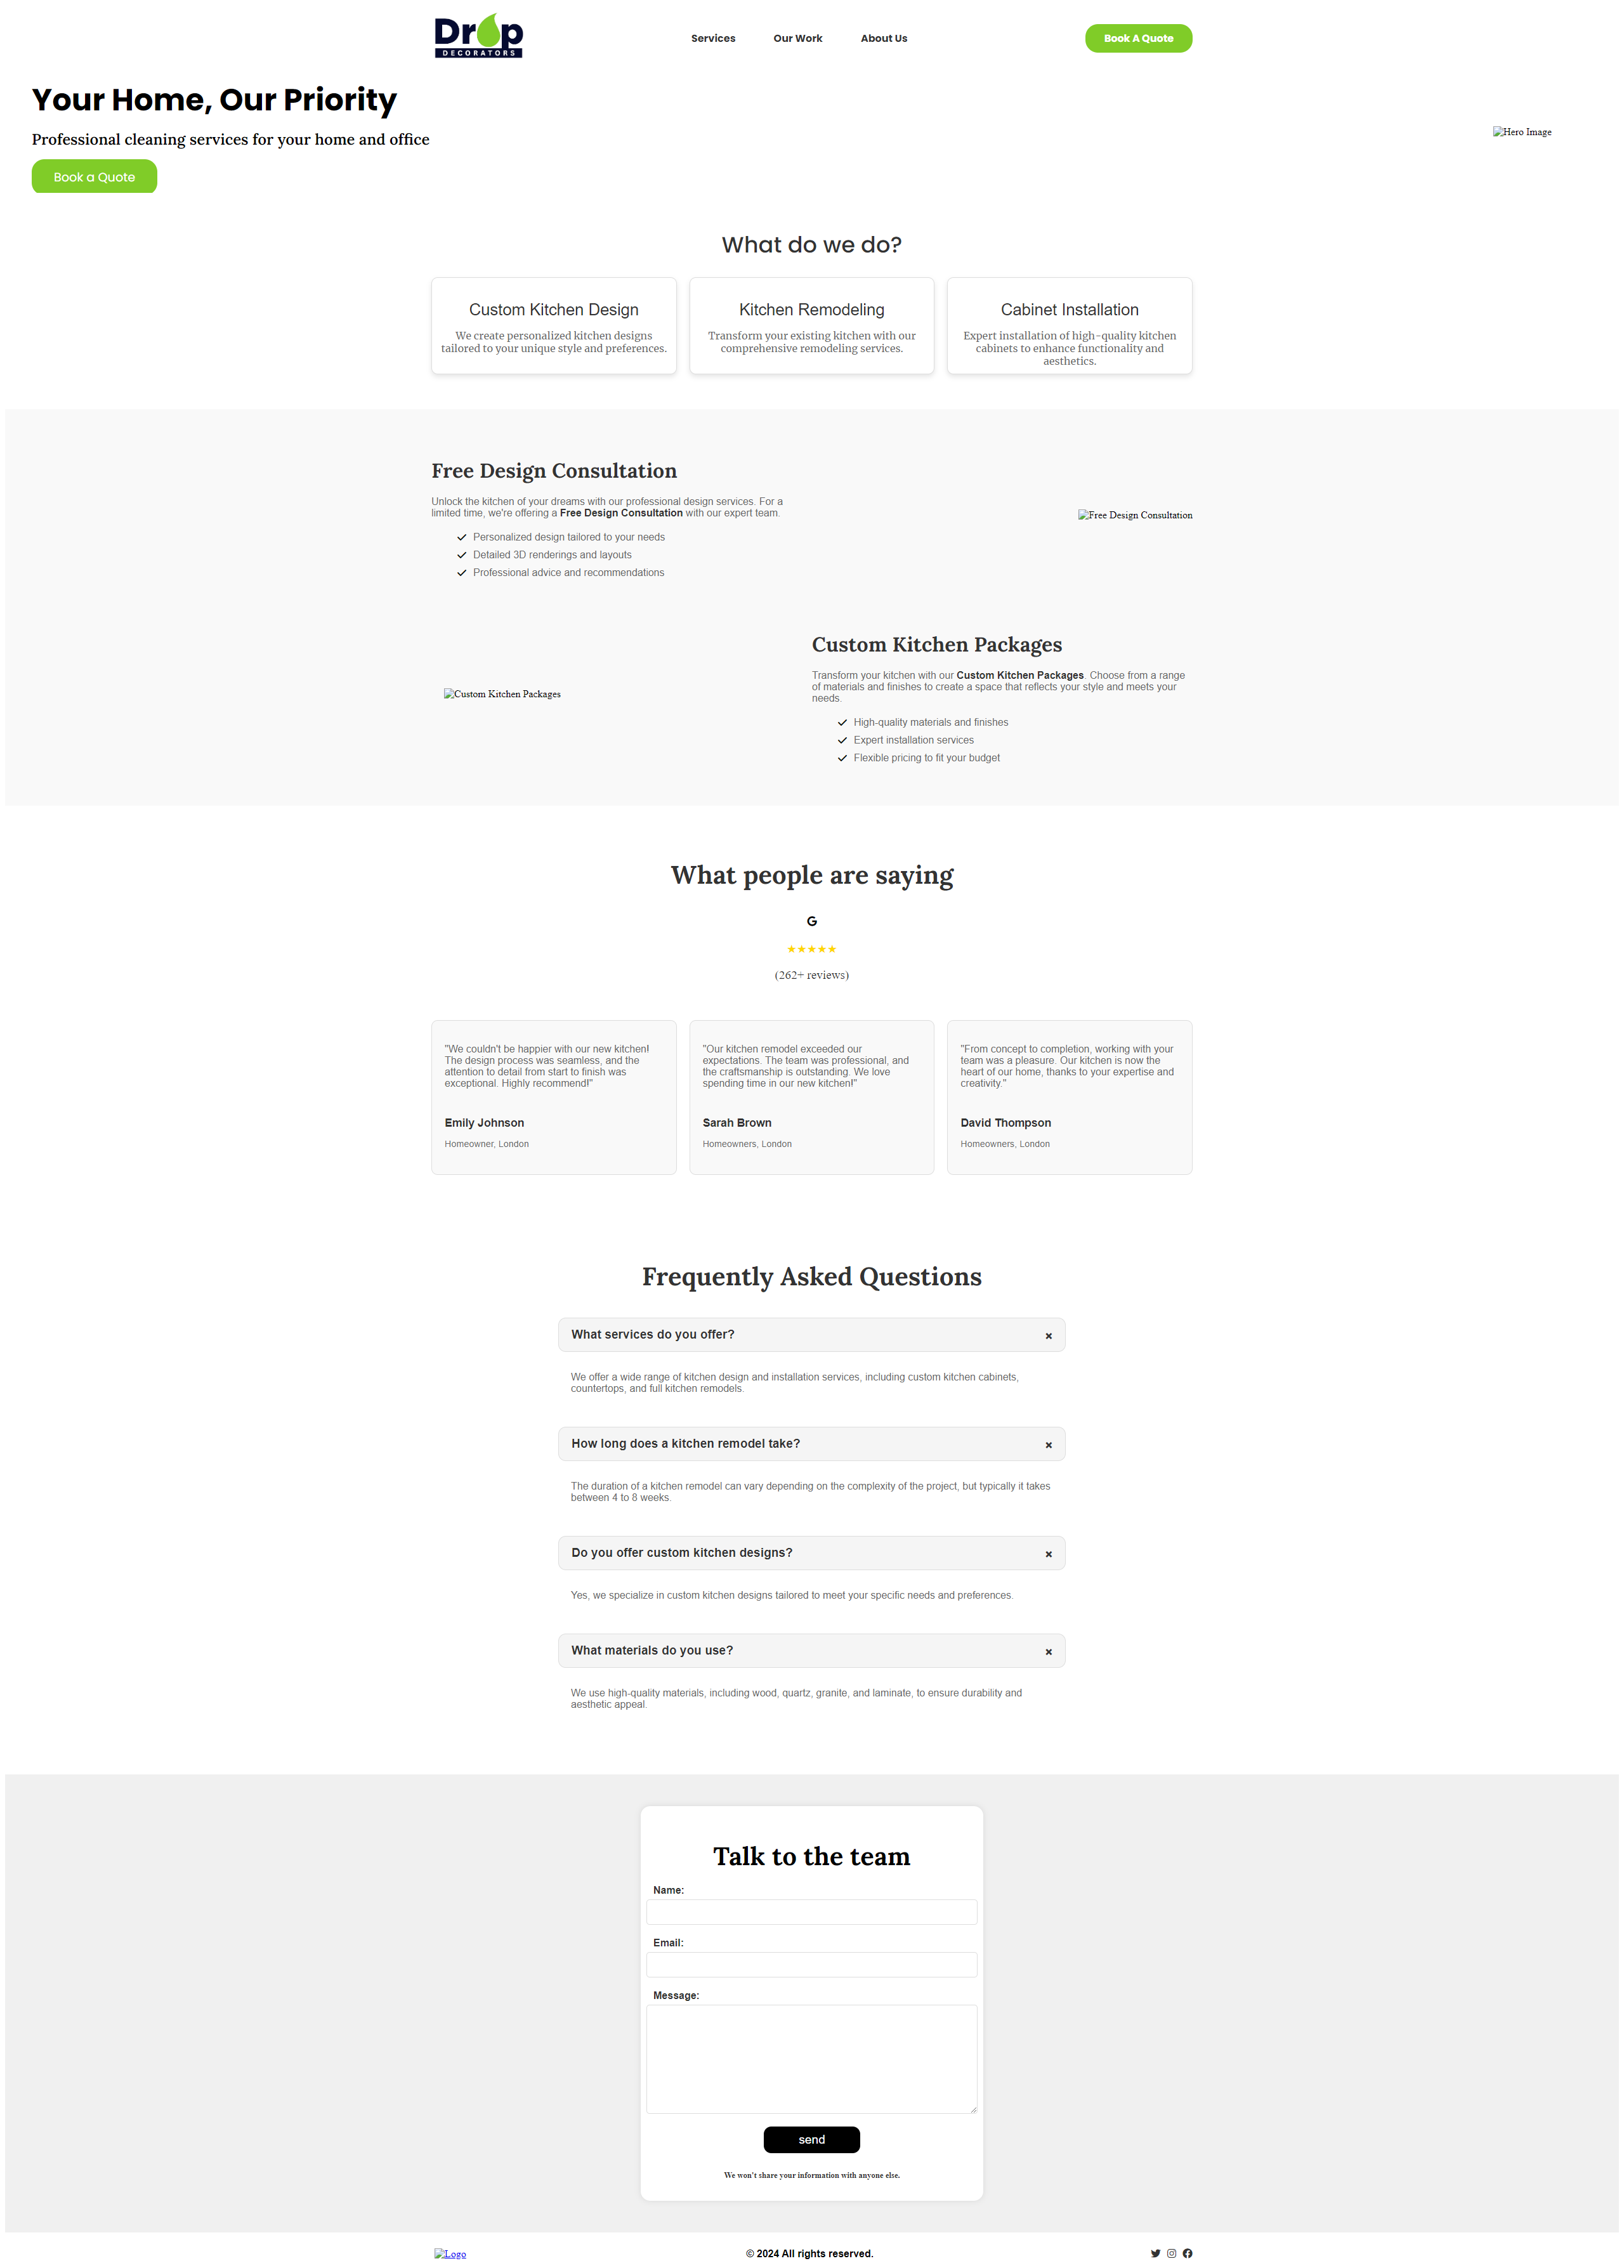 Drop
DECORATORS
Services
Our Work
About Us
Book A Quote
Your Home, Our Priority
Professional cleaning services for your home and office
Book a Quote
Hero Image
What do we do?
Custom Kitchen Design
We create personalized kitchen designs
tailored to your unique style and preferences.
Kitchen Remodeling
Transform your existing kitchen with our
comprehensive remodeling services.
Cabinet Installation
Expert installation of high-quality kitchen
cabinets to enhance functionality and
aesthetics.
Free Design Consultation
Unlock the kitchen of your dreams with our professional design services. For a
limited time, we're offering a Free Design Consultation with our expert team.
Personalized design tailored to your needs
Detailed 3D renderings and layouts
Professional advice and recommendations
Free Design Consultation
Custom Kitchen Packages
Custom Kitchen Packages
Transform your kitchen with our Custom Kitchen Packages. Choose from a range
of materials and finishes to create a space that reflects your style and meets your
needs.
High-quality materials and finishes
Expert installation services
Flexible pricing to fit your budget
What people are saying
G
★★★★★
(262+ reviews)
"We couldn't be happier with our new kitchen!
The design process was seamless, and the
attention to detail from start to finish was
exceptional. Highly recommend!"
Emily Johnson
Homeowner, London
"Our kitchen remodel exceeded our
expectations. The team was professional, and
the craftsmanship is outstanding. We love
spending time in our new kitchen!"
Sarah Brown
Homeowners, London
"From concept to completion, working with your
team was a pleasure. Our kitchen is now the
heart of our home, thanks to your expertise and
creativity."
David Thompson
Homeowners, London
Frequently Asked Questions
What services do you offer?
We offer a wide range of kitchen design and installation services, including custom kitchen cabinets,
countertops, and full kitchen remodels.
How long does a kitchen remodel take?
The duration of a kitchen remodel can vary depending on the complexity of the project, but typically it takes
between 4 to 8 weeks.
Do you offer custom kitchen designs?
Yes, we specialize in custom kitchen designs tailored to meet your specific needs and preferences.
What materials do you use?
We use high-quality materials, including wood, quartz, granite, and laminate, to ensure durability and
aesthetic appeal.
Talk to the team
Name:
Email:
Message:
send
We won't share your information with anyone else.
Logo
© 2024 All rights reserved.